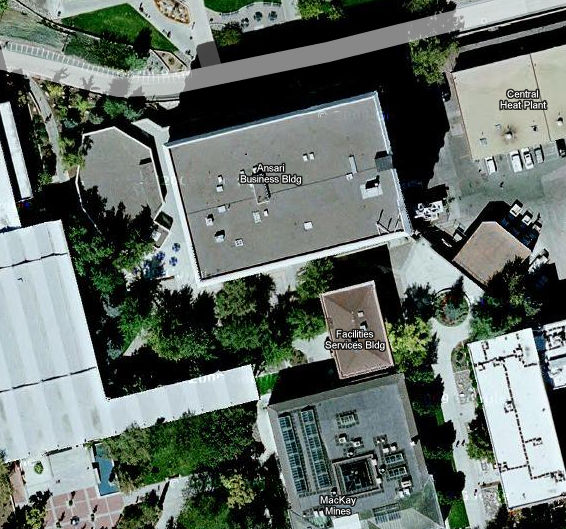 Central
Heat Plant
Ansari
Business Bldg
Facilities
Services Bldg
MacKay
Mines